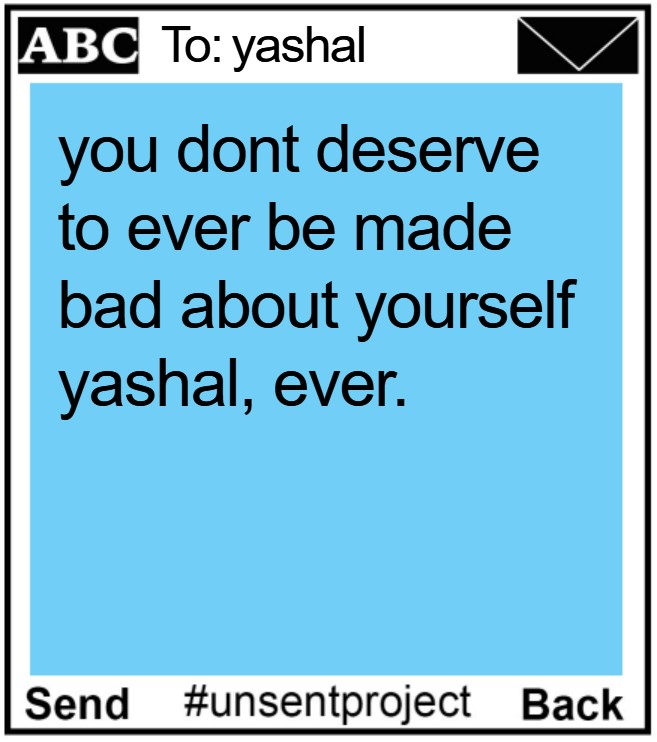 ABC To: yashal
you dont deserve
to ever be made
bad about yourself
yashal, ever.
Send #unsentproject Back